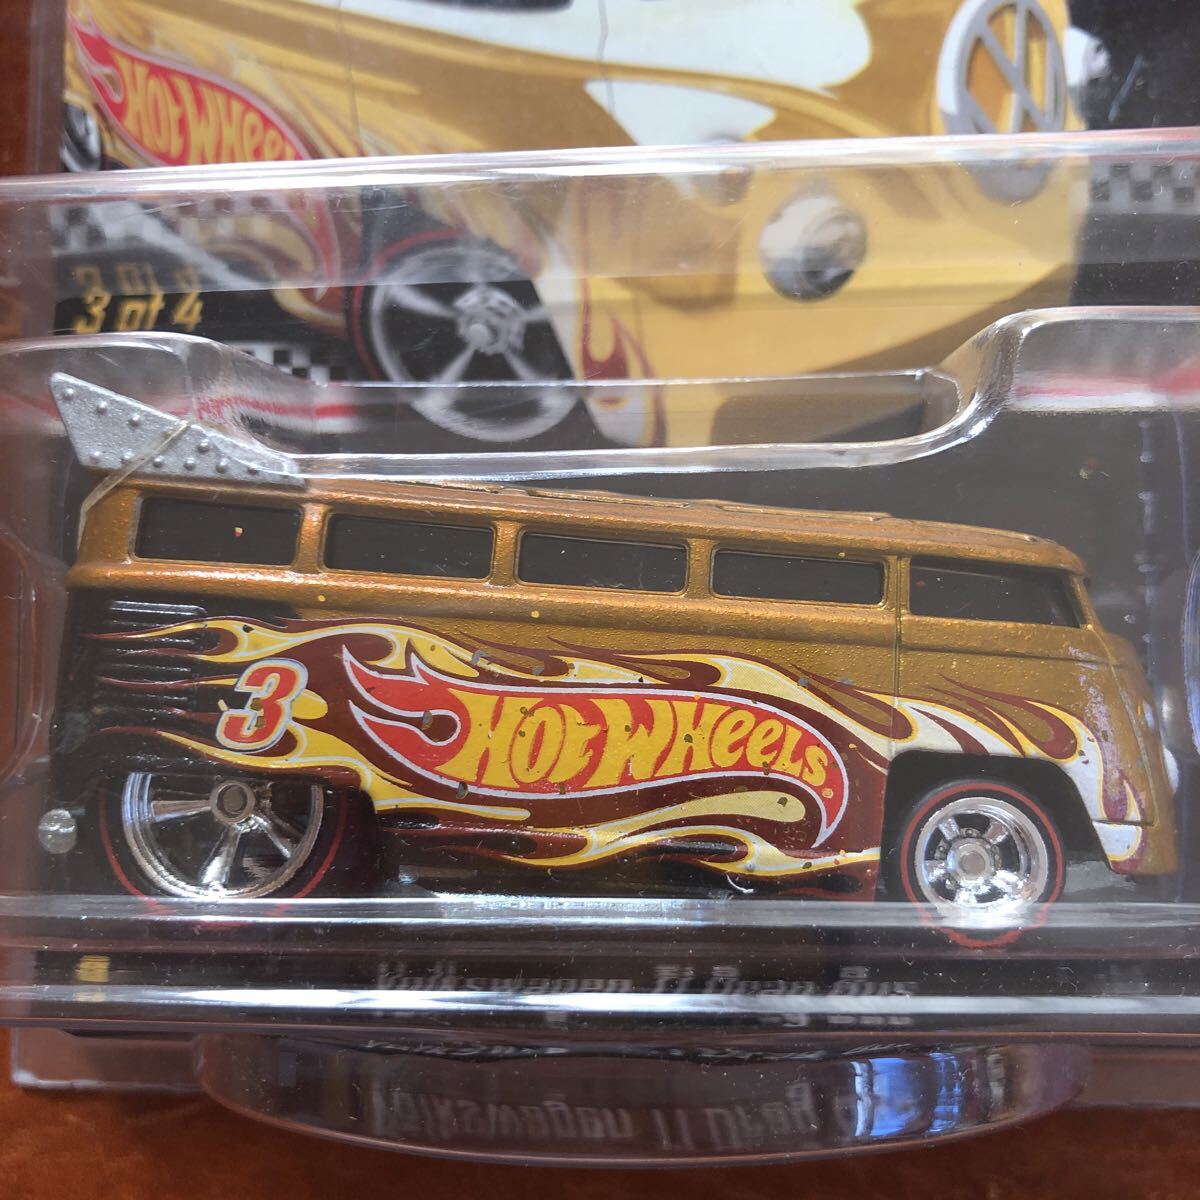 HOT WHEELS
3 of 4
3
HOT WHEELS
Volkswagen T1 Drag Bus